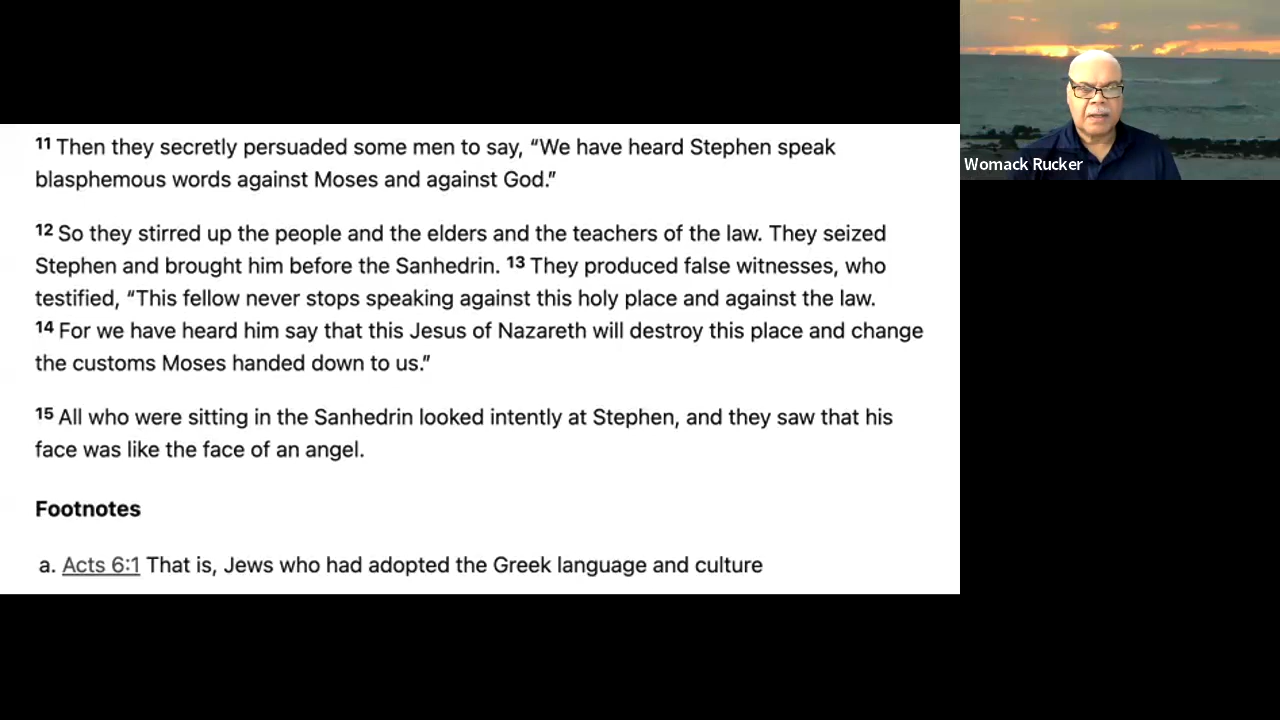 11 Then they secretly persuaded some men to say, “We have heard Stephen speak
blasphemous words against Moses and against God.”
12 So they stirred up the people and the elders and the teachers of the law. They seized
Stephen and brought him before the Sanhedrin. 13 They produced false witnesses, who
testified, “This fellow never stops speaking against this holy place and against the law.
14 For we have heard him say that this Jesus of Nazareth will destroy this place and change
the customs Moses handed down to us.”
15 All who were sitting in the Sanhedrin looked intently at Stephen, and they saw that his
face was like the face of an angel.
Footnotes
a. Acts 6:1 That is, Jews who had adopted the Greek language and culture
Womack Rucker